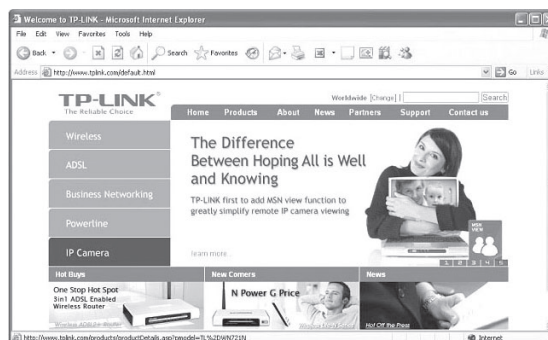 Welcome to TP-LINK - Microsoft Internet Explorer
File Edit View Favorites Tools Help
Back Search Favorites
Address http://www.tplink.com/default.html Go Links
TP-LINK®
The Reliable Choice
Worldwide [Change] | Search
Home Products About News Partners Support Contact us
Wireless
ADSL
Business Networking
Powerline
IP Camera
The Difference
Between Hoping All is Well
and Knowing
TP-LINK first to add MSN view function to
greatly simplify remote IP camera viewing
learn more
MSN
VIEW
1 2 3 4 5
Hot Buys New Comers News
One Stop Hot Spot
3in1 ADSL Enabled
Wireless Router
N Power G Price
Hot Off The Press
http://www.tplink.com/products/productDetails.asp?pmodel=TL%2DWN721N Internet